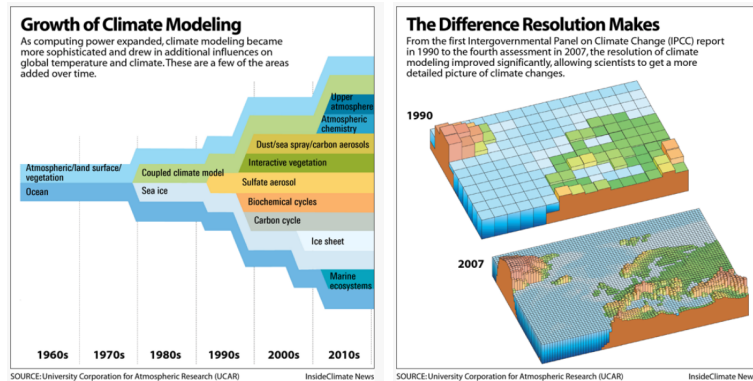 Growth of Climate Modeling
As computing power expanded, climate modeling became
more sophisticated and drew in additional influences on
global temperature and climate. These are a few of the areas
added over time.
Upper
atmosphere
Atmospheric
chemistry
Dust/sea spray/carbon aerosols
Interactive vegetation
Atmospheric/land surface/
vegetation
Coupled climate model
Sulfate aerosol
Ocean
Sea ice
Biochemical cycles
Carbon cycle
Ice sheet
Marine
ecosystems
1960s
1970s
1980s
1990s
2000s
2010s
SOURCE: University Corporation for Atmospheric Research (UCAR)
InsideClimate News
The Difference Resolution Makes
From the first Intergovernmental Panel on Climate Change (IPCC) report
in 1990 to the fourth assessment in 2007, the resolution of climate
modeling improved significantly, allowing scientists to get a more
detailed picture of climate changes.
1990
2007
SOURCE: University Corporation for Atmospheric Research (UCAR)
InsideClimate News